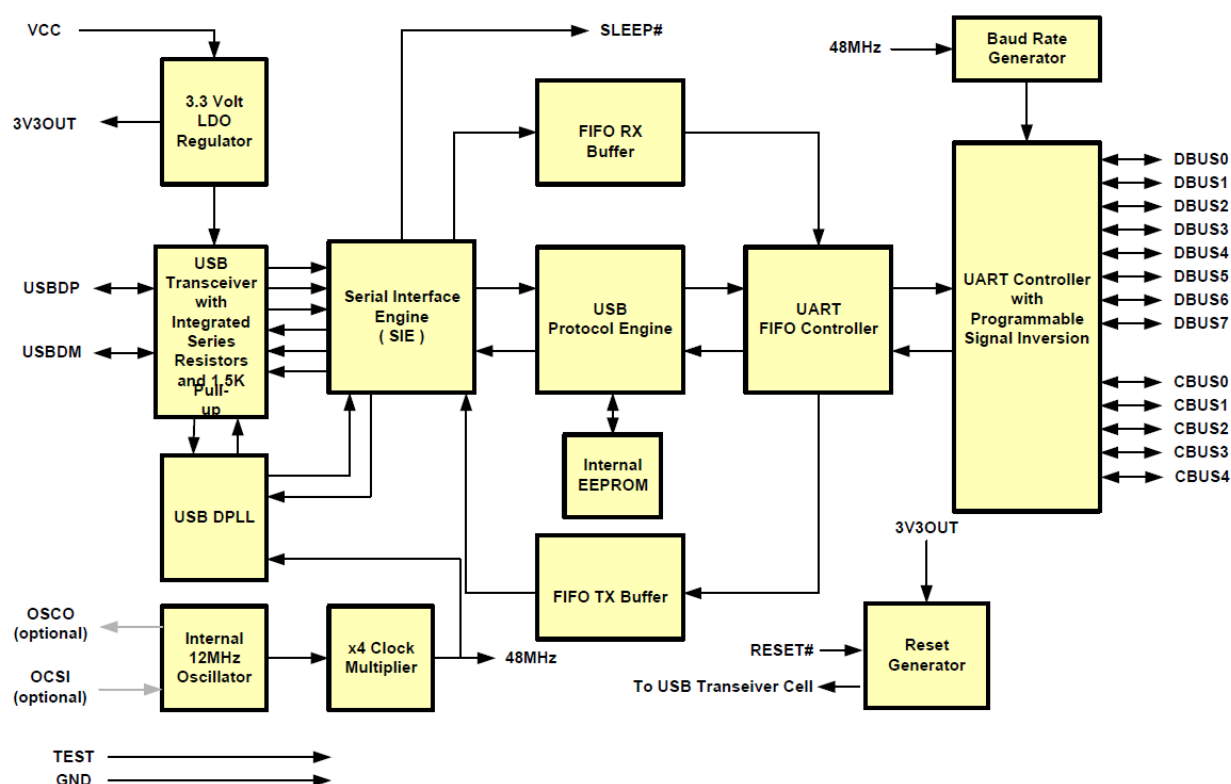 VCC
SLEEP#
48MHz
Baud Rate
Generator
3.3 Volt
LDO
Regulator
3V3OUT
FIFO RX
Buffer
DBUS0
DBUS1
DBUS2
DBUS3
DBUS4
DBUS5
DBUS6
DBUS7
CBUS0
CBUS1
CBUS2
CBUS3
CBUS4
USBDP
USBDM
USB
Transceiver
with
Integrated
Series
Resistors
and 1.5K
Pull-
up
Serial Interface
Engine
( SIE )
USB
Protocol Engine
UART
FIFO Controller
UART Controller
with
Programmable
Signal Inversion
Internal
EEPROM
USB DPLL
FIFO TX Buffer
3V3OUT
OSCO
(optional)
OCSI
(optional)
Internal
12MHz
Oscillator
x4 Clock
Multiplier
48MHz
RESET#
Reset
Generator
To USB Transeiver Cell
TEST
GND